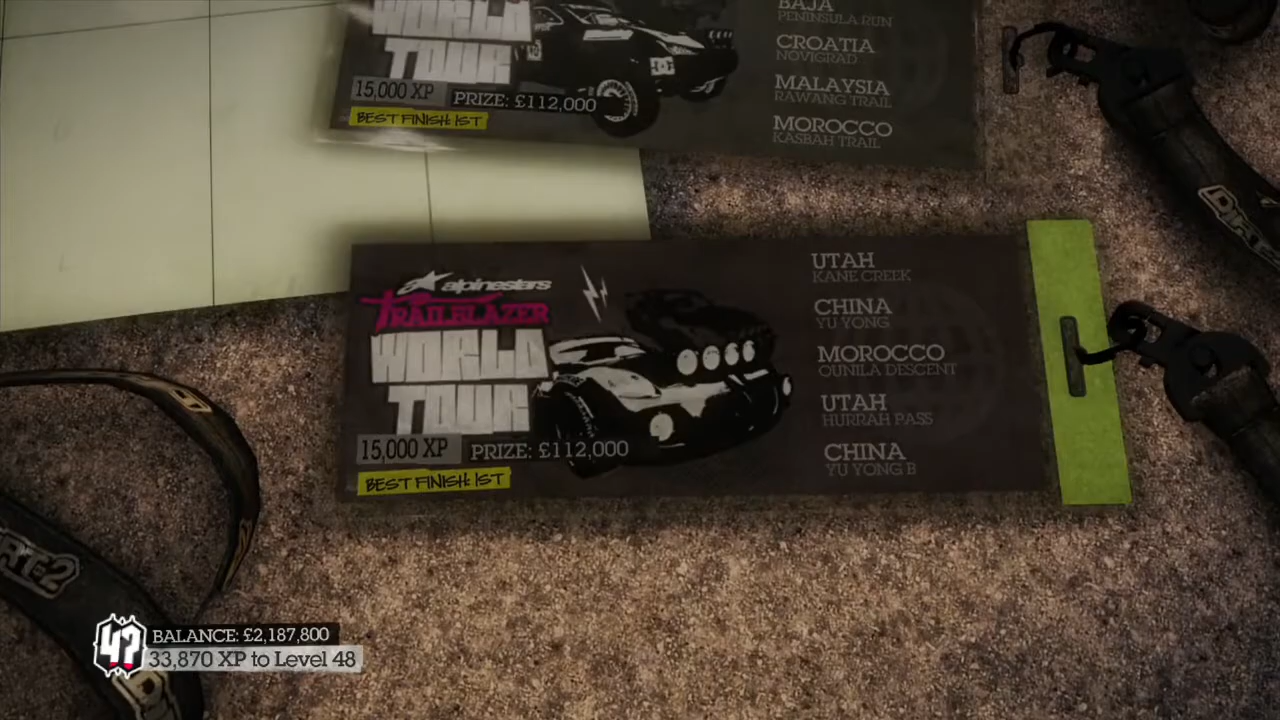 WORLD
TOUR
15,000 XP
PRIZE: £112,000
BEST FINISH: 1ST
BAJA
PENINSULA RUN
CROATIA
NOVIGRAD
MALAYSIA
RAWANG TRAIL
MOROCCO
KASBAH TRAIL
alpinestars
TRAILBLAZER
WORLD
TOUR
15,000 XP
PRIZE: £112,000
BEST FINISH: 1ST
UTAH
KANE CREEK
CHINA
YU YONG
MOROCCO
OUNILA DESCENT
UTAH
HURRAH PASS
CHINA
YU YONG B
DIRT
47
BALANCE: £2,187,800
33,870 XP to Level 48